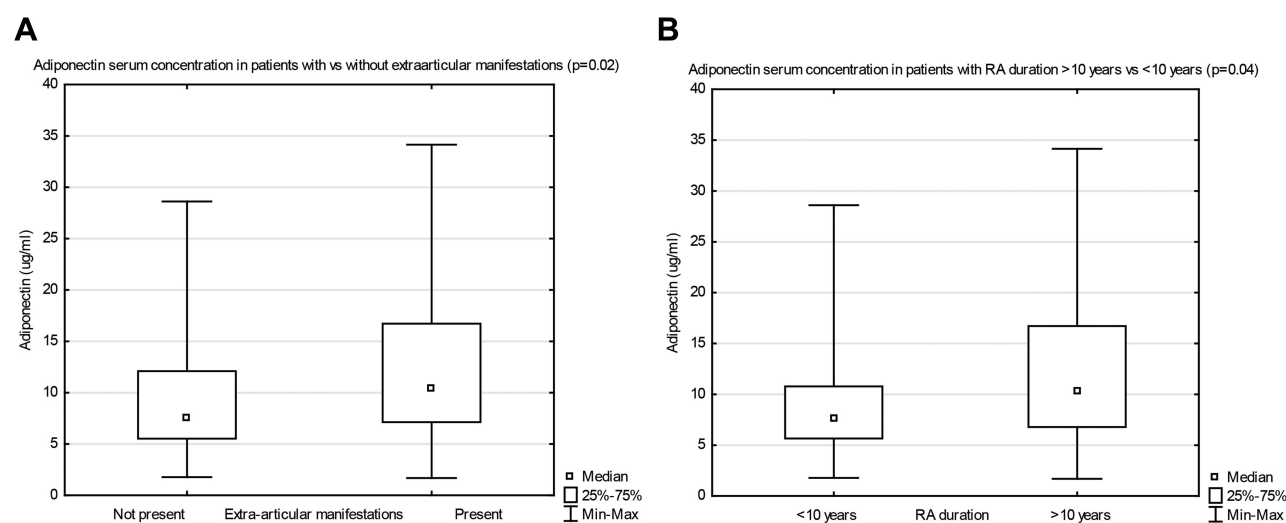 A
Adiponectin serum concentration in patients with vs without extraarticular manifestations (p=0.02)
40
35
30
25
20
15
10
5
0
Adiponectin (ug/ml)
Not present
Extra-articular manifestations
Present
Median
25%-75%
Min-Max
B
Adiponectin serum concentration in patients with RA duration >10 years vs <10 years (p=0.04)
40
35
30
25
20
15
10
5
0
Adiponectin (ug/ml)
<10 years
RA duration
>10 years
Median
25%-75%
Min-Max